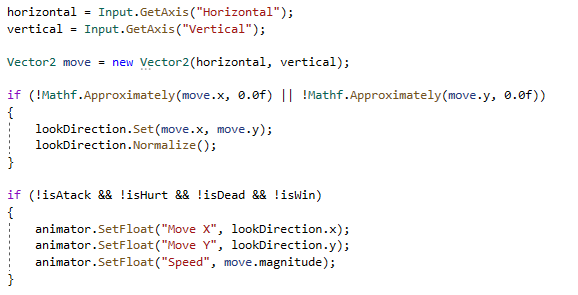 horizontal = Input.GetAxis("Horizontal");
vertical = Input.GetAxis("Vertical");
Vector2 move = new Vector2(horizontal, vertical);
if (!Mathf.Approximately(move.x, 0.0f) || !Mathf.Approximately(move.y, 0.0f))
{
lookDirection.Set(move.x, move.y);
lookDirection.Normalize();
}
if (!isAtack && !isHurt && !isDead && !isWin)
{
animator.SetFloat("Move X", lookDirection.x);
animator.SetFloat("Move Y", lookDirection.y);
animator.SetFloat("Speed", move.magnitude);
}